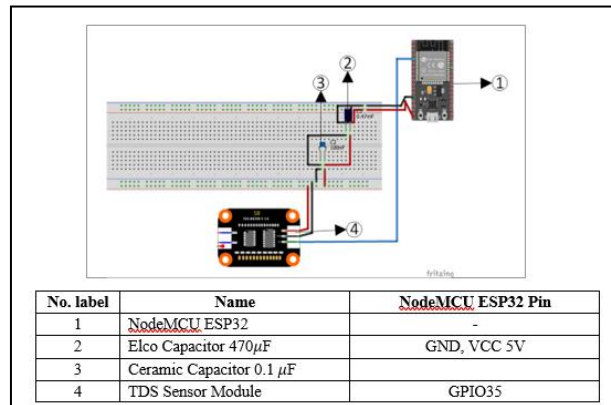 ①
②
③
④
fritzing
No. label Name NodeMCU ESP32 Pin
1 NodeMCU ESP32 -
2 Elco Capacitor 470μF GND, VCC 5V
3 Ceramic Capacitor 0.1 μF
4 TDS Sensor Module GPIO35